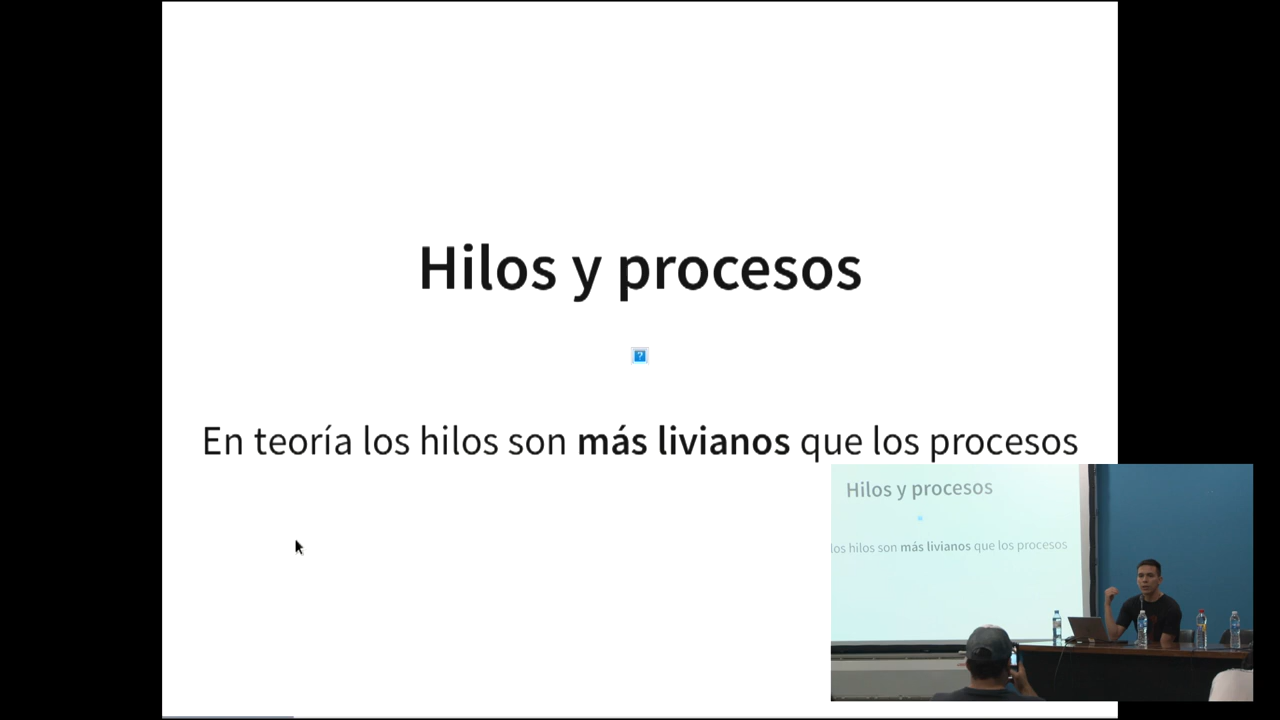 Hilos y procesos
?
En teoría los hilos son más livianos que los procesos
Hilos y procesos
los hilos son más livianos que los procesos